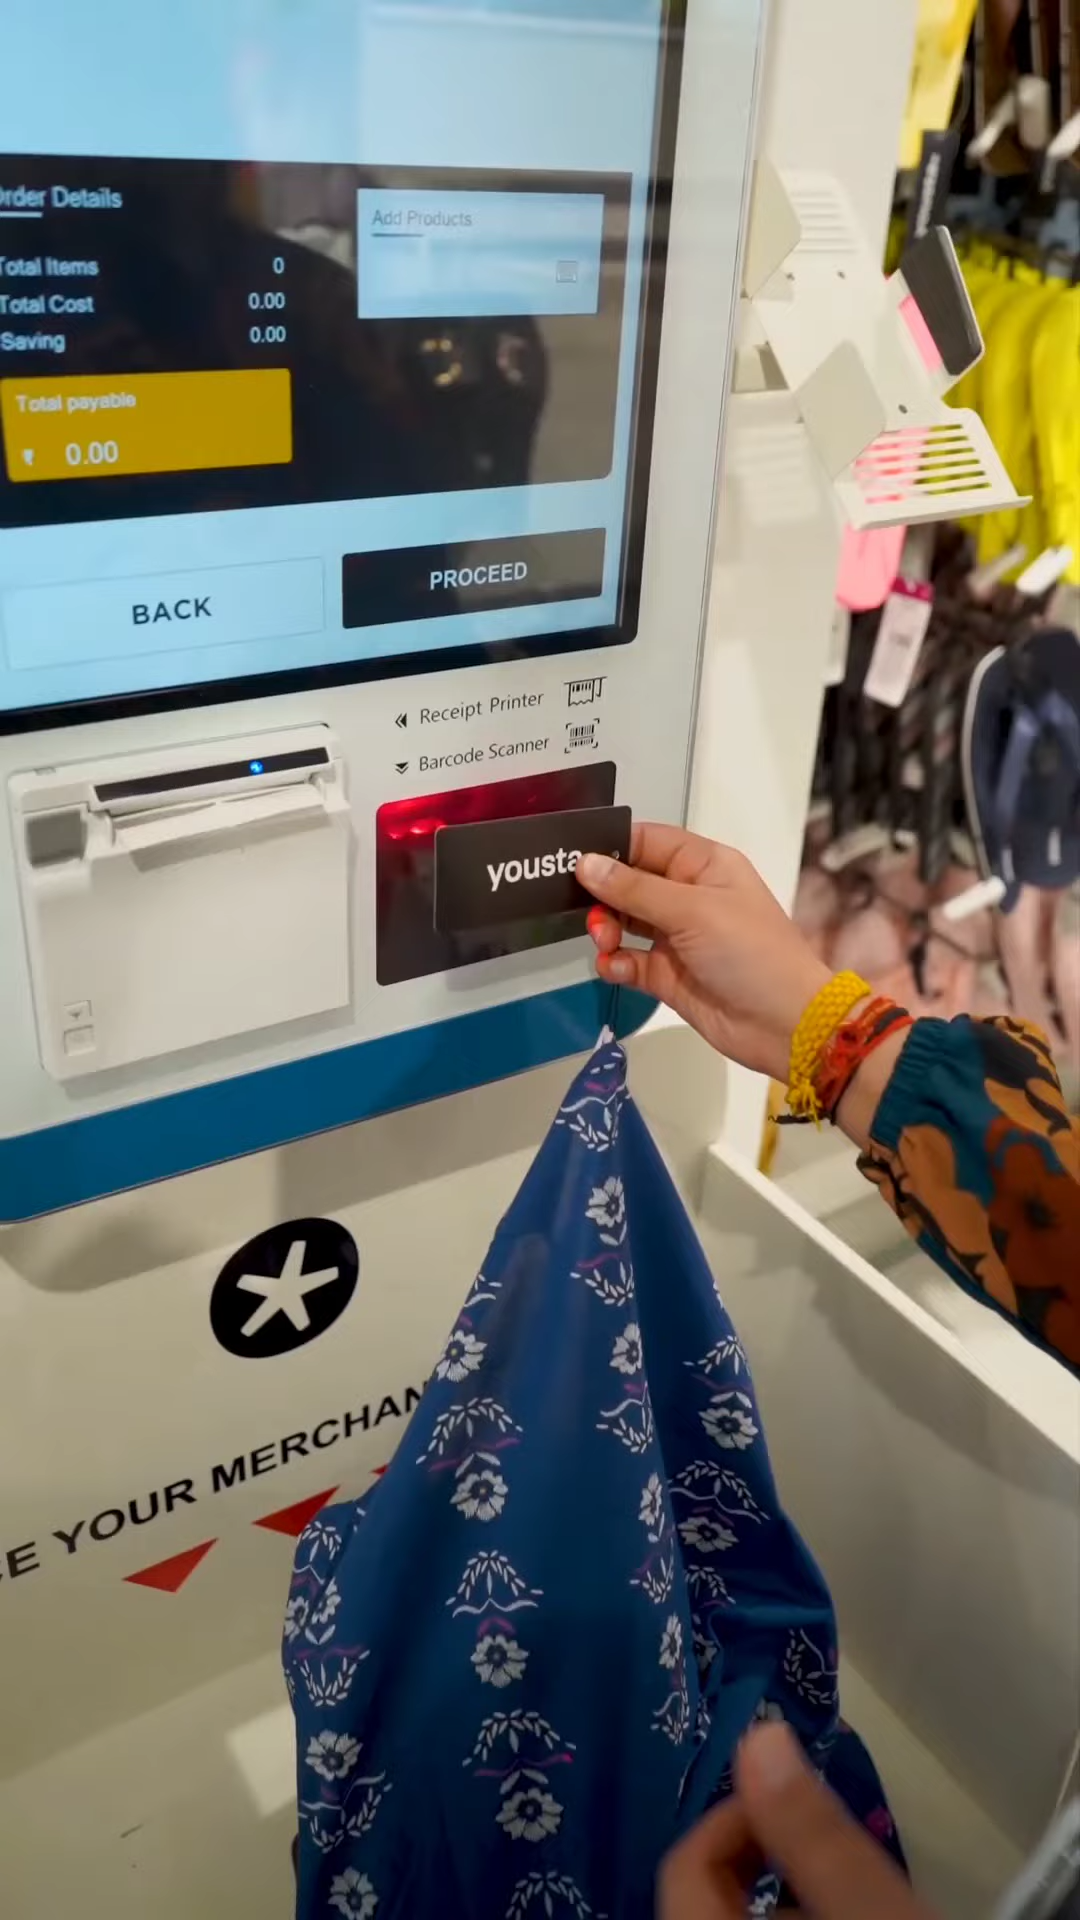 Order Details
Add Products
Total Items 0
Total Cost 0.00
Saving 0.00
Total payable
₹ 0.00
BACK
PROCEED
Receipt Printer
Barcode Scanner
yousta
YOUR MERCHAN